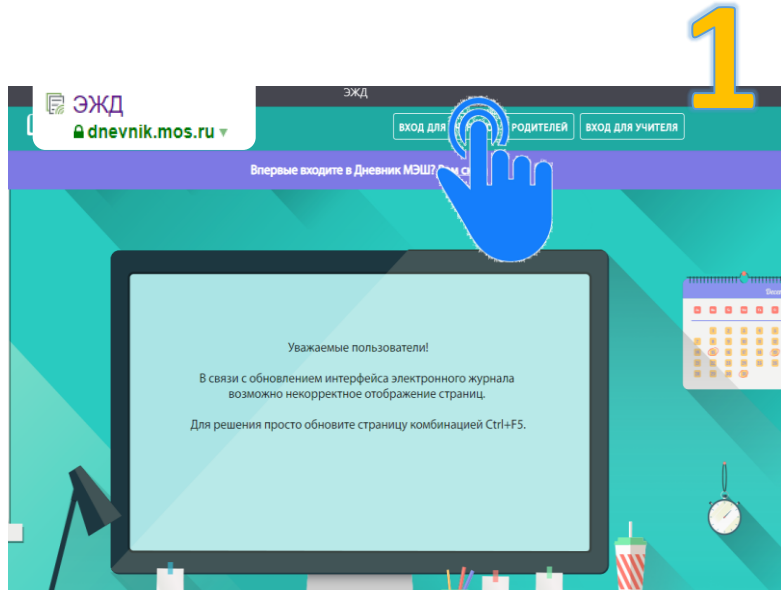 1
ЭЖД
ЭЖД
dnevnik.mos.ru
ВХОД ДЛЯ РОДИТЕЛЕЙ
ВХОД ДЛЯ УЧИТЕЛЯ
Впервые входите в Дневник МЭШ?
Уважаемые пользователи!
В связи с обновлением интерфейса электронного журнала
возможно некорректное отображение страниц.
Для решения просто обновите страницу комбинацией Ctrl+F5.